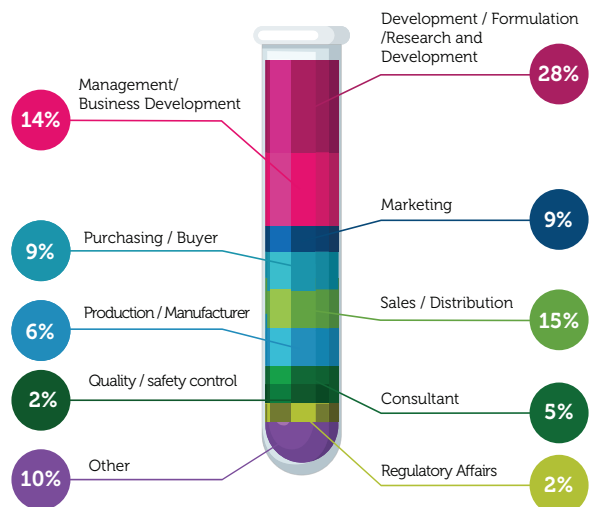 Development / Formulation
/Research and
Development
28%
Management/
Business Development
14%
Marketing
9%
Purchasing / Buyer
9%
Sales / Distribution
15%
Production / Manufacturer
6%
Quality / safety control
2%
Consultant
5%
Other
10%
Regulatory Affairs
2%